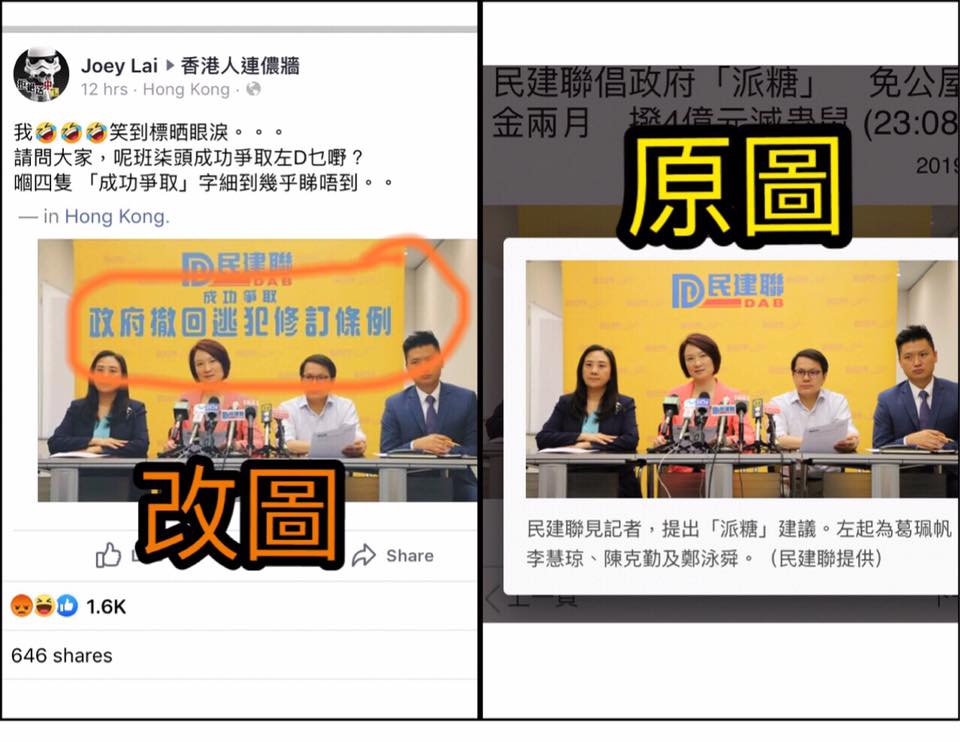 Joey Lai ▸ 香港人連儂牆
12 hrs · Hong Kong ·
我🤣🤣🤣笑到標晒眼淚。。。
請問大家，呢班柒頭成功爭取左D乜嘢？
嗰四隻 「成功爭取」字細到幾乎睇唔到。。
— in Hong Kong.
民建聯
DAB
成功爭取
政府撤回逃犯修訂條例
改圖
Share
1.6K
646 shares
民建聯倡政府「派糖」 免公屋
金兩月 撥4億元滅蟲鼠 (23:08
2019
原圖
民建聯
DAB
民建聯見記者，提出「派糖」建議。左起為葛珮帆
李慧琼、陳克勤及鄭泳舜。（民建聯提供）
上一頁